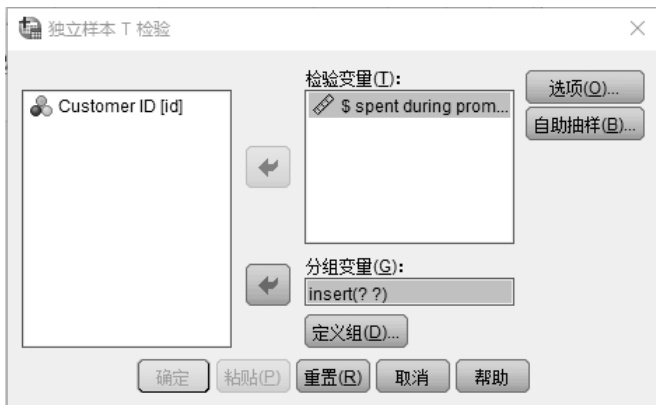 独立样本 T 检验
检验变量(T):
选项(O)...
自助抽样(B)...
Customer ID [id]
$ spent during prom...
分组变量(G):
insert(? ?)
定义组(D)...
确定
粘贴(P)
重置(R)
取消
帮助